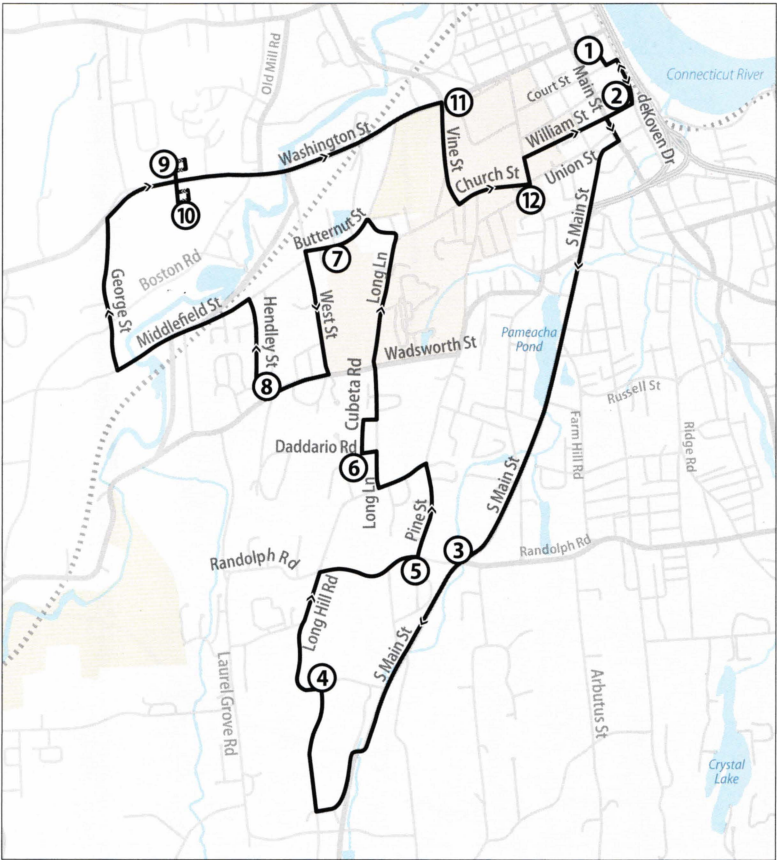 1
Connecticut River
Old Mill Rd
Court St
Main St
2
deKoven Dr
11
William St
Washington St
Vine St
Union St
9
Church St
12
10
S Main St
Butternut St
7
Boston Rd
Long Ln
George St
West St
Hendley St
Middlefield St
Pameacha
Pond
Wadsworth St
8
Cubeta Rd
Russell St
Daddario Rd
6
Farm Hill Rd
Ridge Rd
Long Ln
S Main St
Pine St
3
Randolph Rd
Randolph Rd
5
Long Hill Rd
S Main St
4
Laurel Grove Rd
Arbutus St
Crystal
Lake